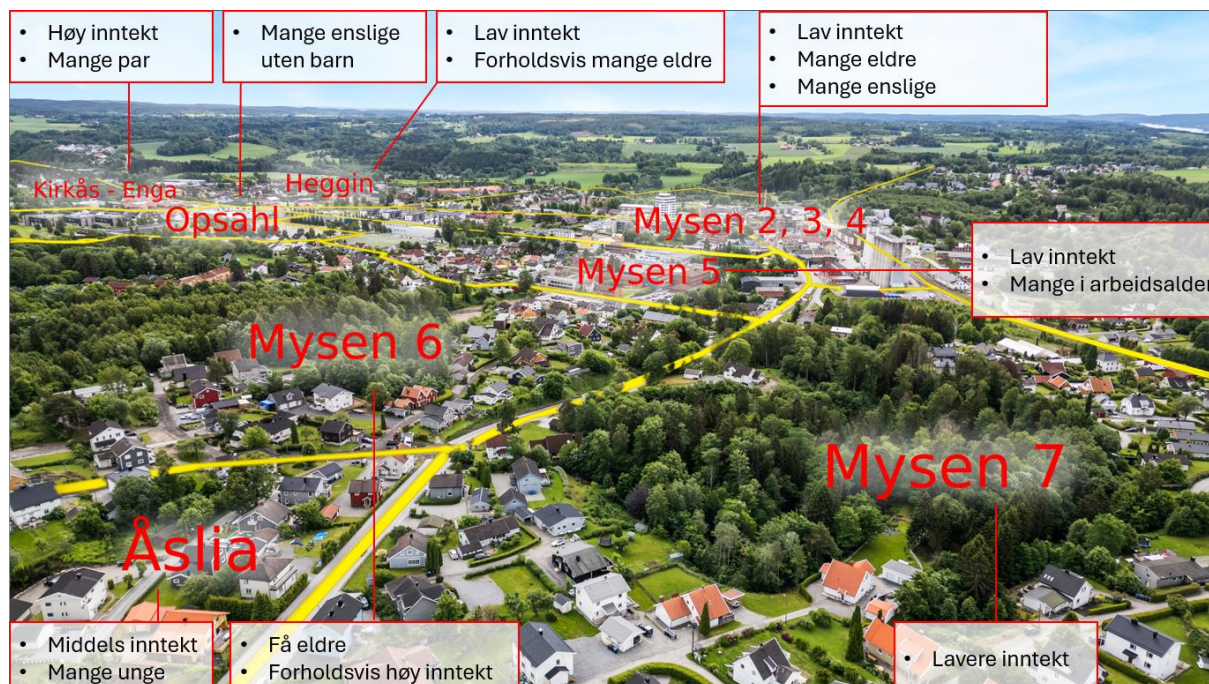 • Høy inntekt
• Mange par
• Mange enslige
uten barn
• Lav inntekt
• Forholdsvis mange eldre
• Lav inntekt
• Mange eldre
• Mange enslige
Kirkås - Enga
Heggin
Opsahl
Mysen 2, 3, 4
Mysen 5
• Lav inntekt
• Mange i arbeidsalder
Mysen 6
Mysen 7
Åslia
• Middels inntekt
• Mange unge
• Få eldre
• Forholdsvis høy inntekt
• Lavere inntekt